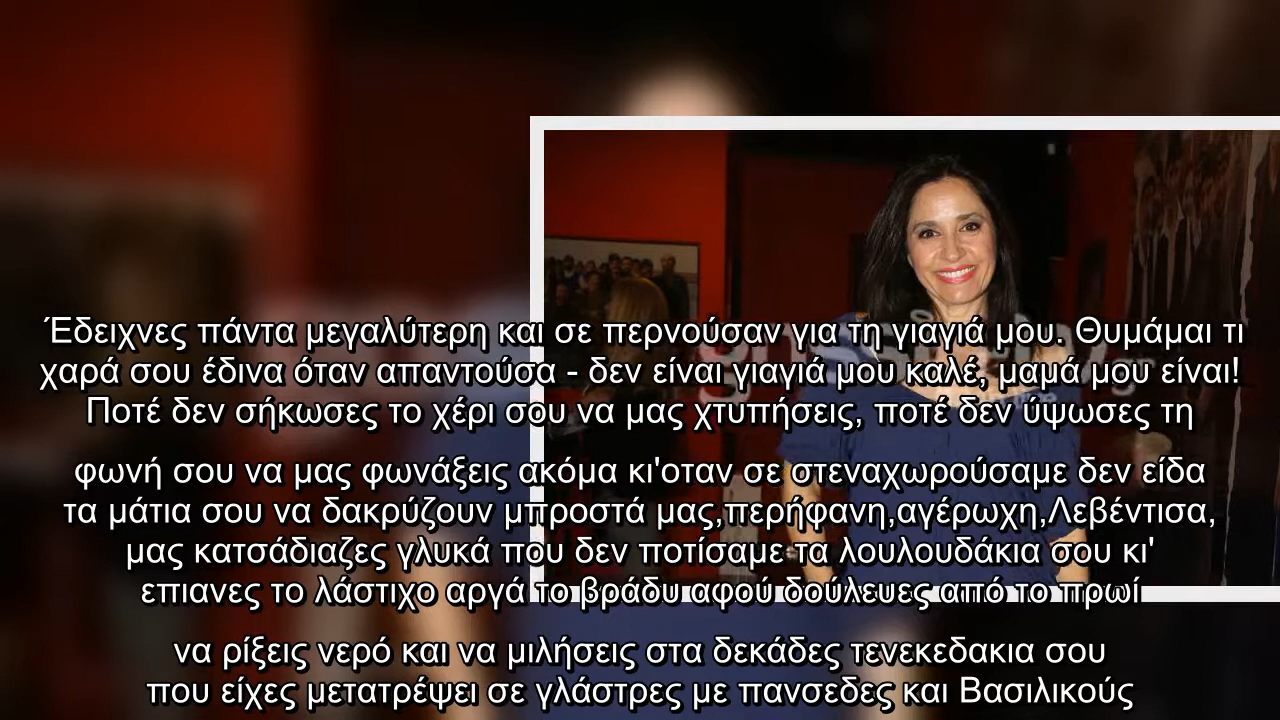 Έδειχνες πάντα μεγαλύτερη και σε περνούσαν για τη γιαγιά μου. Θυμάμαι τι
χαρά σου έδινα όταν απαντούσα - δεν είναι γιαγιά μου καλέ, μαμά μου είναι!
Ποτέ δεν σήκωσες το χέρι σου να μας χτυπήσεις, ποτέ δεν ύψωσες τη
φωνή σου να μας φωνάξεις ακόμα κι'οταν σε στεναχωρούσαμε δεν είδα
τα μάτια σου να δακρύζουν μπροστά μας,περήφανη,αγέρωχη,Λεβέντισα,
μας κατσάδιαζες γλυκά που δεν ποτίσαμε τα λουλουδάκια σου κι'
επιανες το λάστιχο αργά το βράδυ αφού δούλευες από το πρωί
να ρίξεις νερό και να μιλήσεις στα δεκάδες τενεκεδακια σου
που είχες μετατρέψει σε γλάστρες με πανσεδες και Βασιλικούς